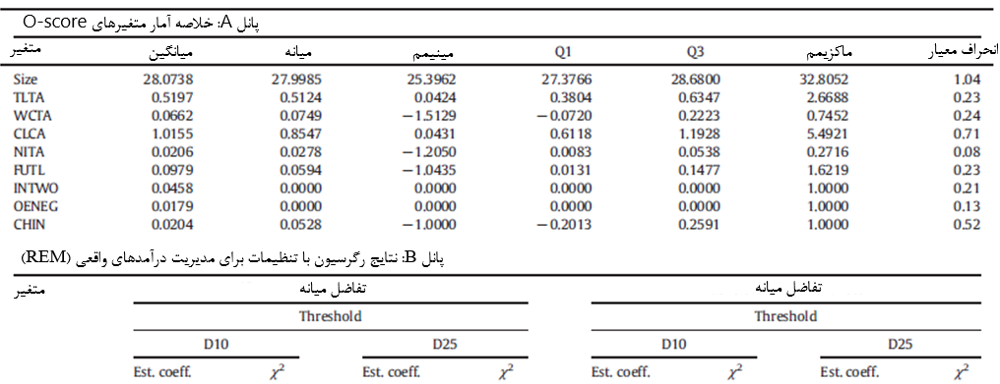 پانل A: خلاصه آمار متغیرهای O-score
متغیر میانگین میانه مینیمم Q1 Q3 ماکزیمم انحراف معیار
Size 28.0738 27.9985 25.3962 27.3766 28.6800 32.8052 1.04
TLTA 0.5197 0.5124 0.0424 0.3804 0.6347 2.6688 0.23
WCTA 0.0662 0.0749 −1.5129 −0.0720 0.2223 0.7452 0.24
CLCA 1.0155 0.8547 0.0431 0.6118 1.1928 5.4921 0.71
NITA 0.0206 0.0278 −1.2050 0.0083 0.0538 0.2716 0.08
FUTL 0.0979 0.0594 −1.0435 0.0131 0.1477 1.6219 0.23
INTWO 0.0458 0.0000 0.0000 0.0000 0.0000 1.0000 0.21
OENEG 0.0179 0.0000 0.0000 0.0000 0.0000 1.0000 0.13
CHIN 0.0204 0.0528 −1.0000 −0.2013 0.2591 1.0000 0.52
پانل B: نتایج رگرسیون با تنظیمات برای مدیریت درآمدهای واقعی (REM)
متغیر تفاضل میانه تفاضل میانه
Threshold Threshold
D10 D25 D10 D25
Est. coeff. χ² Est. coeff. χ² Est. coeff. χ² Est. coeff. χ²